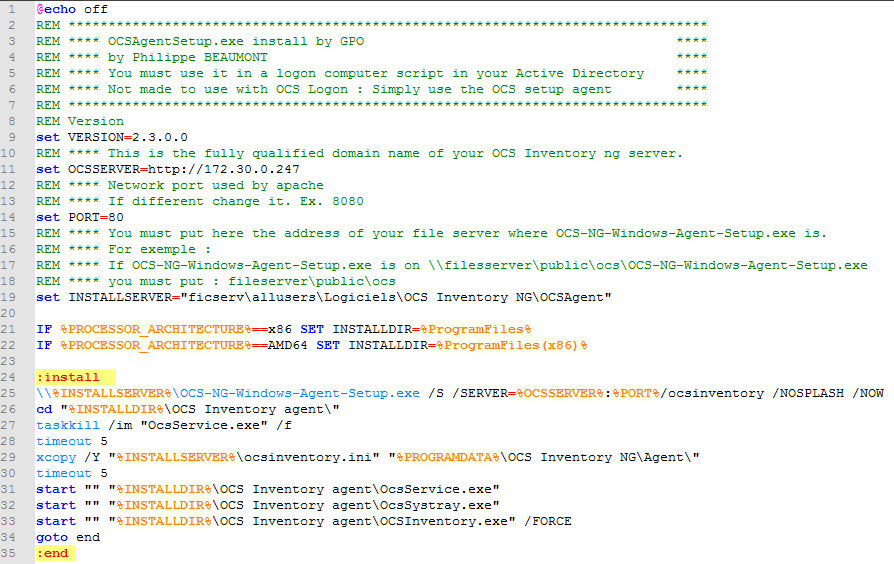 1 @echo off
2 REM ********************************************************************************
3 REM **** OCSAgentSetup.exe install by GPO ****
4 REM **** by Philippe BEAUMONT ****
5 REM **** You must use it in a logon computer script in your Active Directory ****
6 REM **** Not made to use with OCS Logon : Simply use the OCS setup agent ****
7 REM ********************************************************************************
8 REM Version
9 set VERSION=2.3.0.0
10 REM **** This is the fully qualified domain name of your OCS Inventory ng server.
11 set OCSSERVER=http://172.30.0.247
12 REM **** Network port used by apache
13 REM **** If different change it. Ex. 8080
14 set PORT=80
15 REM **** You must put here the address of your file server where OCS-NG-Windows-Agent-Setup.exe is.
16 REM **** For exemple :
17 REM **** If OCS-NG-Windows-Agent-Setup.exe is on \\filesserver\public\ocs\OCS-NG-Windows-Agent-Setup.exe
18 REM **** you must put : fileserver\public\ocs
19 set INSTALLSERVER="ficserv\allusers\Logiciels\OCS Inventory NG\OCSAgent"
20
21 IF %PROCESSOR_ARCHITECTURE%==x86 SET INSTALLDIR=%ProgramFiles%
22 IF %PROCESSOR_ARCHITECTURE%==AMD64 SET INSTALLDIR=%ProgramFiles(x86)%
23
24 :install
25 \\%INSTALLSERVER%\OCS-NG-Windows-Agent-Setup.exe /S /SERVER=%OCSSERVER%:%PORT%/ocsinventory /NOSPLASH /NOW
26 cd "%INSTALLDIR%\OCS Inventory agent\"
27 taskkill /im "OcsService.exe" /f
28 timeout 5
29 xcopy /Y "%INSTALLSERVER%\ocsinventory.ini" "%PROGRAMDATA%\OCS Inventory NG\Agent\"
30 timeout 5
31 start "" "%INSTALLDIR%\OCS Inventory agent\OcsService.exe"
32 start "" "%INSTALLDIR%\OCS Inventory agent\OcsSystray.exe"
33 start "" "%INSTALLDIR%\OCS Inventory agent\OCSInventory.exe" /FORCE
34 goto end
35 :end